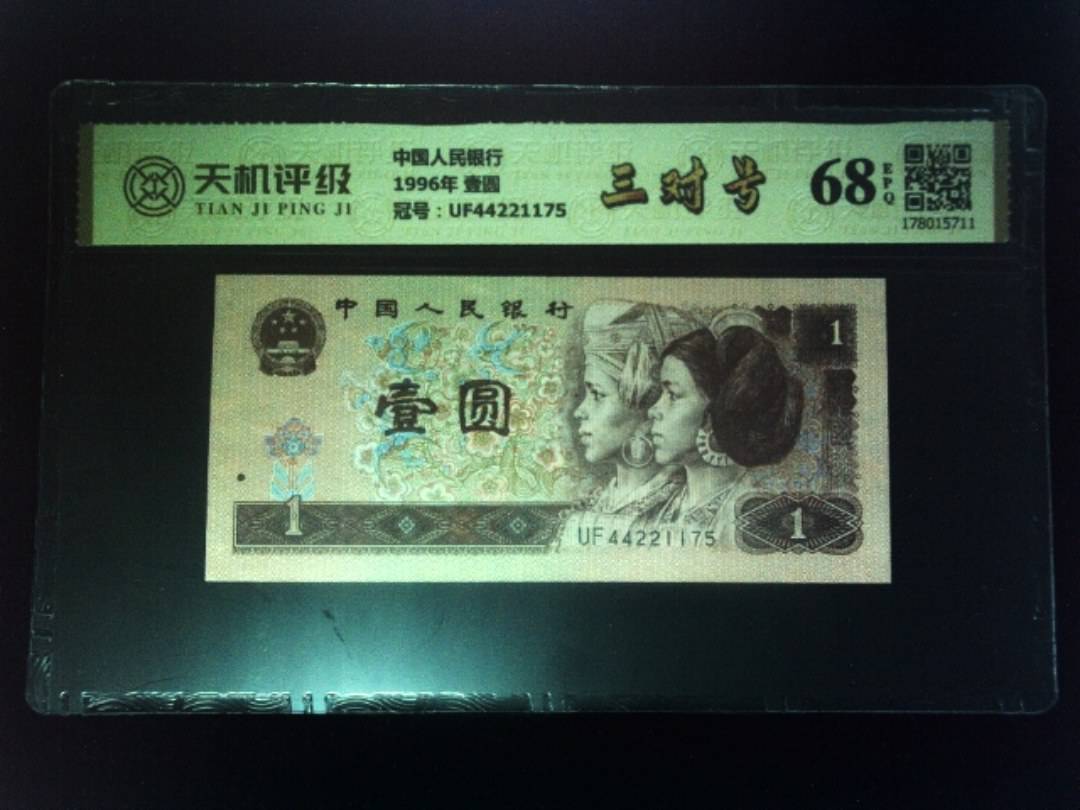 天机评级
TIAN JI PING JI
中国人民银行
1996年 壹圆
冠号：UF44221175
三对号
68
EPQ
178015711
中国人民银行
1
壹圆
1
1
UF44221175